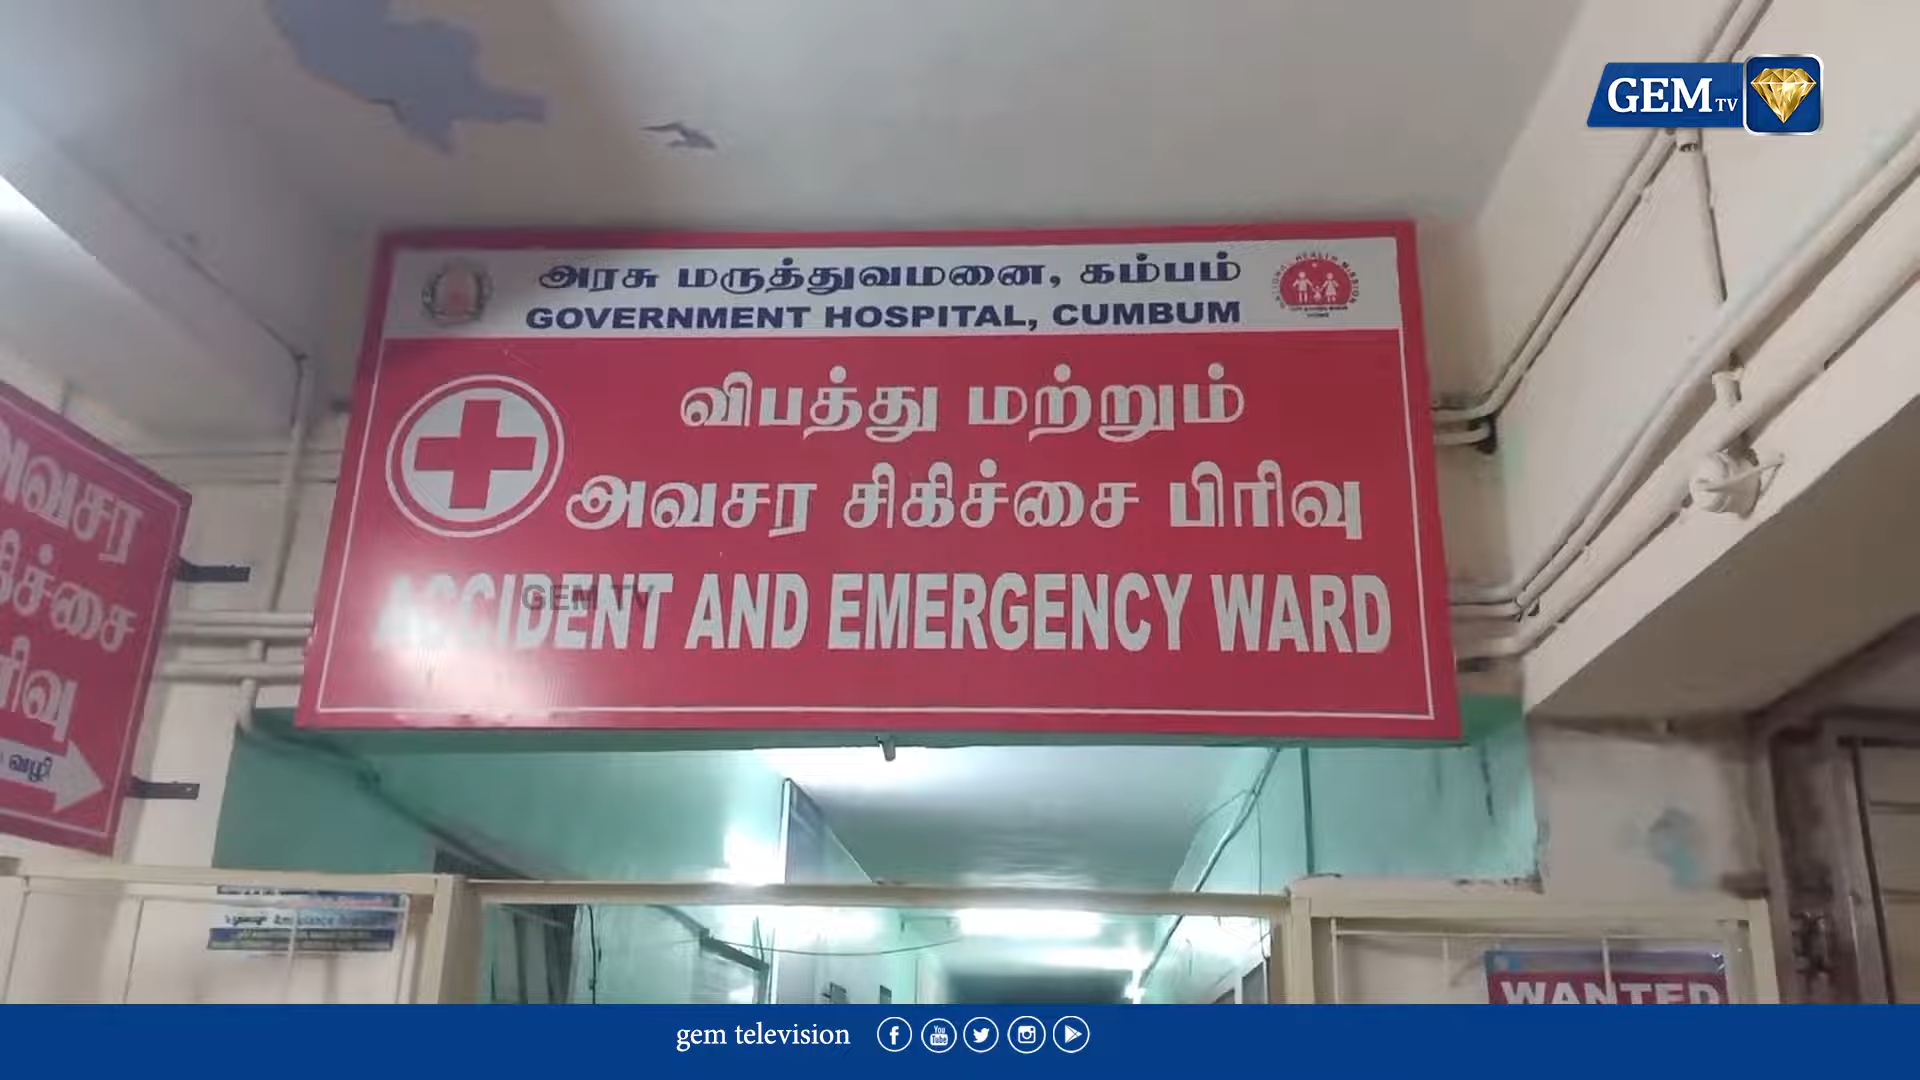 GEM TV
அரசு மருத்துவமனை, கம்பம்
GOVERNMENT HOSPITAL, CUMBUM
விபத்து மற்றும்
அவசர சிகிச்சை பிரிவு
ACCIDENT AND EMERGENCY WARD
GEM TV
அவசர
வழி
WANTED
gem television